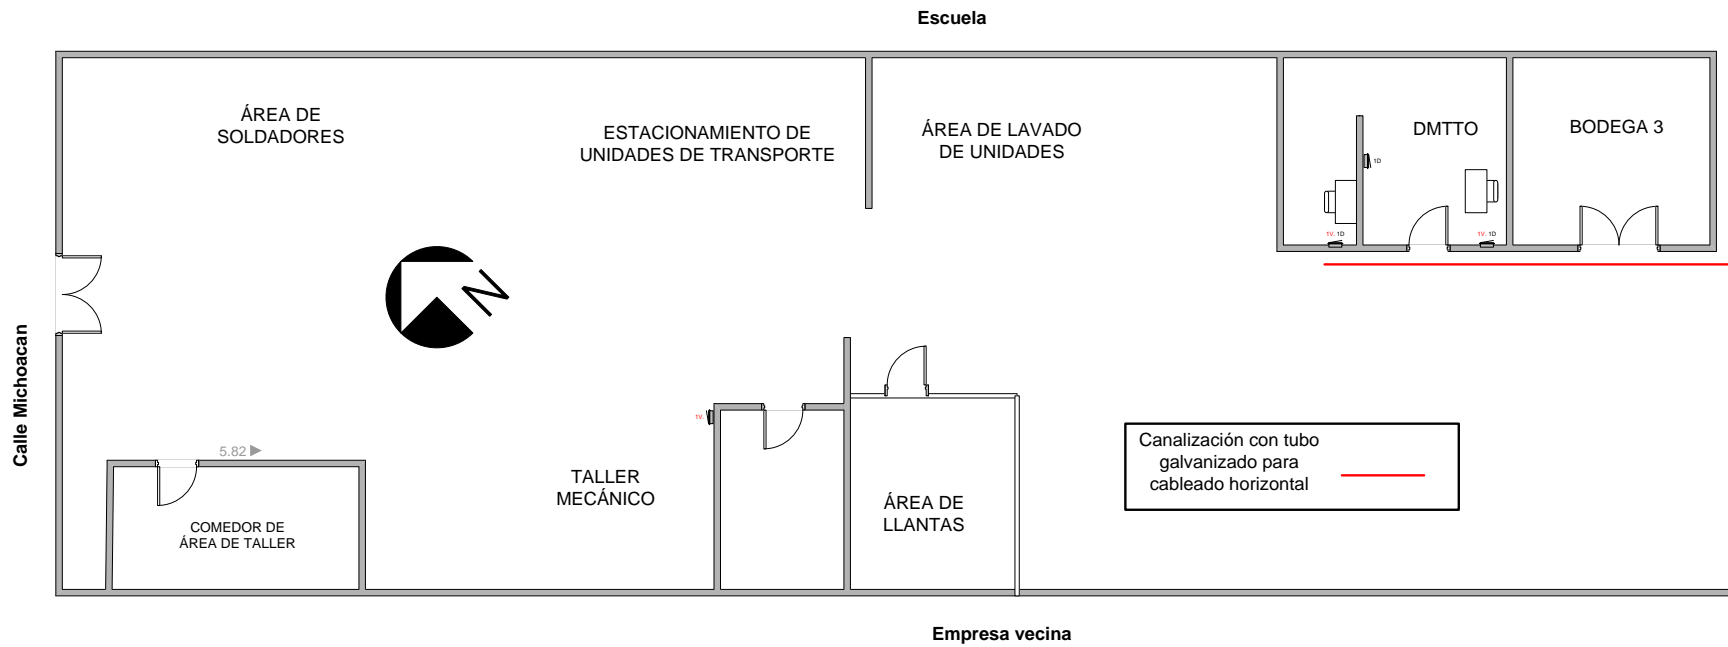 Escuela
ÁREA DE
SOLDADORES
ESTACIONAMIENTO DE
UNIDADES DE TRANSPORTE
ÁREA DE LAVADO
DE UNIDADES
DMTTO
BODEGA 3
1D
1V. 1D
1V. 1D
N
Calle Michoacan
1V.
5.82
TALLER
MECÁNICO
COMEDOR DE
ÁREA DE TALLER
ÁREA DE
LLANTAS
Canalización con tubo
galvanizado para
cableado horizontal
Empresa vecina